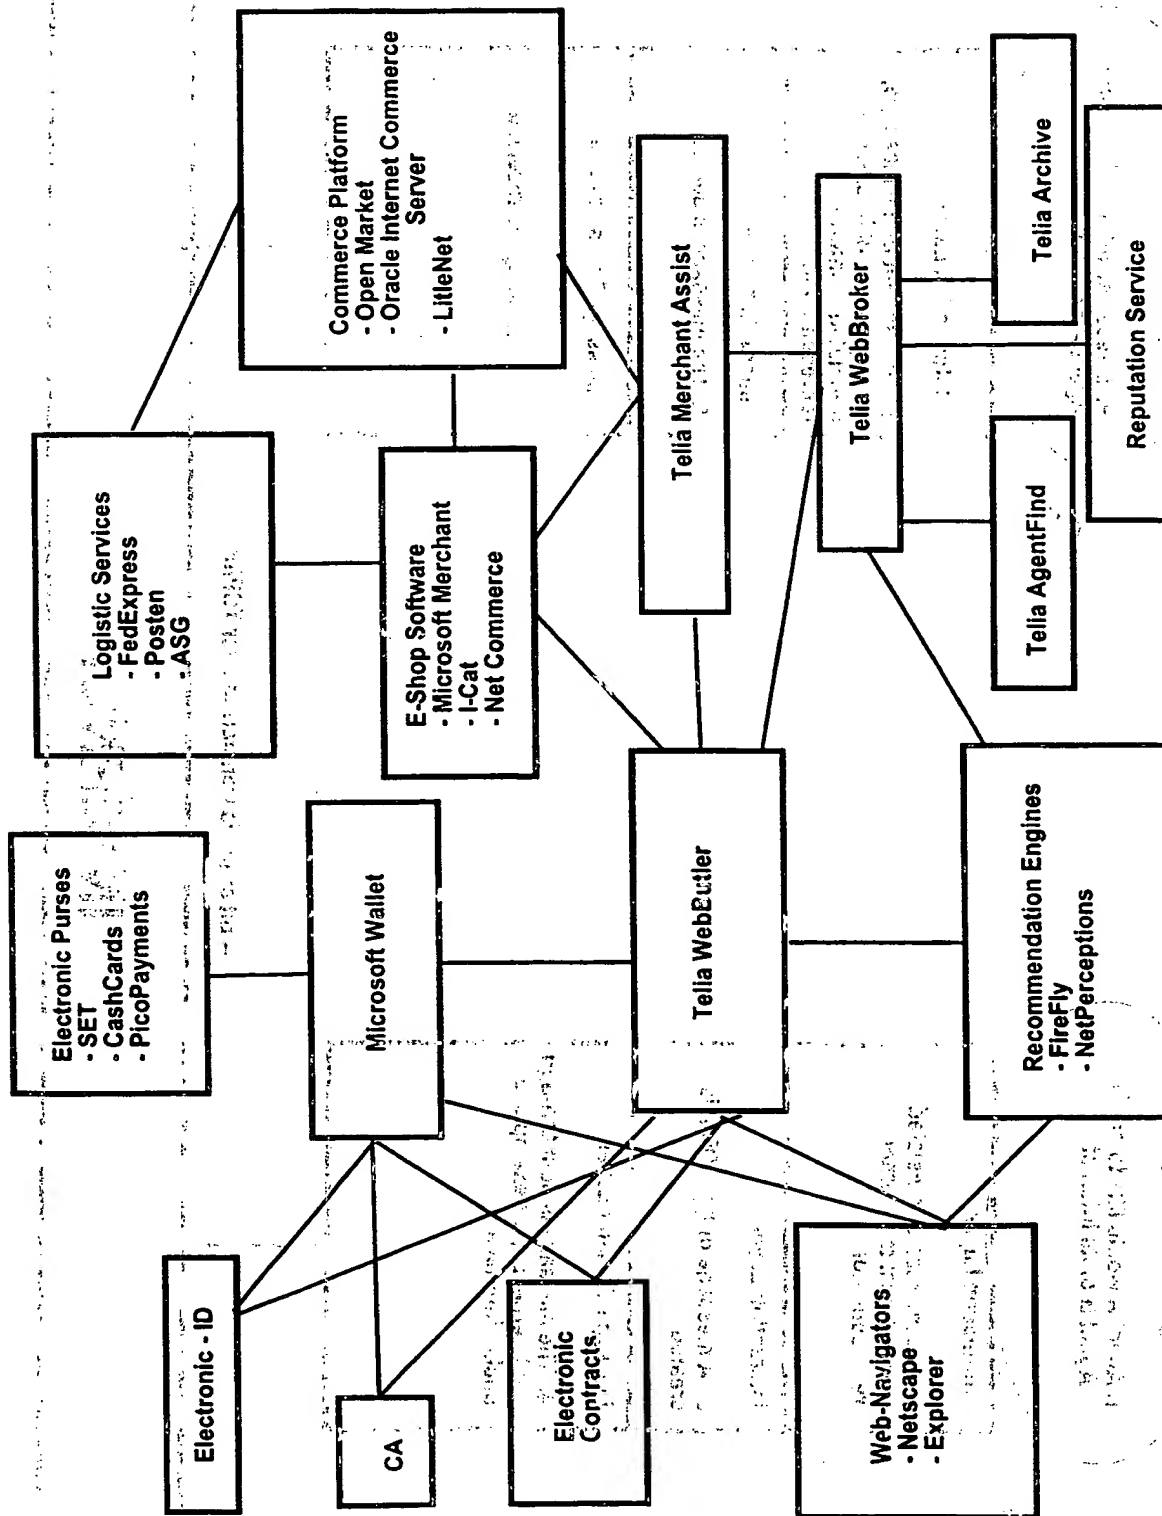 Electronic - ID
CA
Electronic
Contracts
Web-Navigators
- Netscape
- Explorer
Electronic Purses
- SET
- CashCards
- PicoPayments
Microsoft Wallet
Telia WebButler
Recommendation Engines
- FireFly
- NetPerceptions
Logistic Services
- FedExpress
- Posten
- ASG
E-Shop Software
- Microsoft Merchant
- I-Cat
- Net Commerce
Commerce Platform
- Open Market
- Oracle Internet Commerce
Server
- LitleNet
Telia Merchant Assist
Telia WebBroker
Telia AgentFind
Telia Archive
Reputation Service